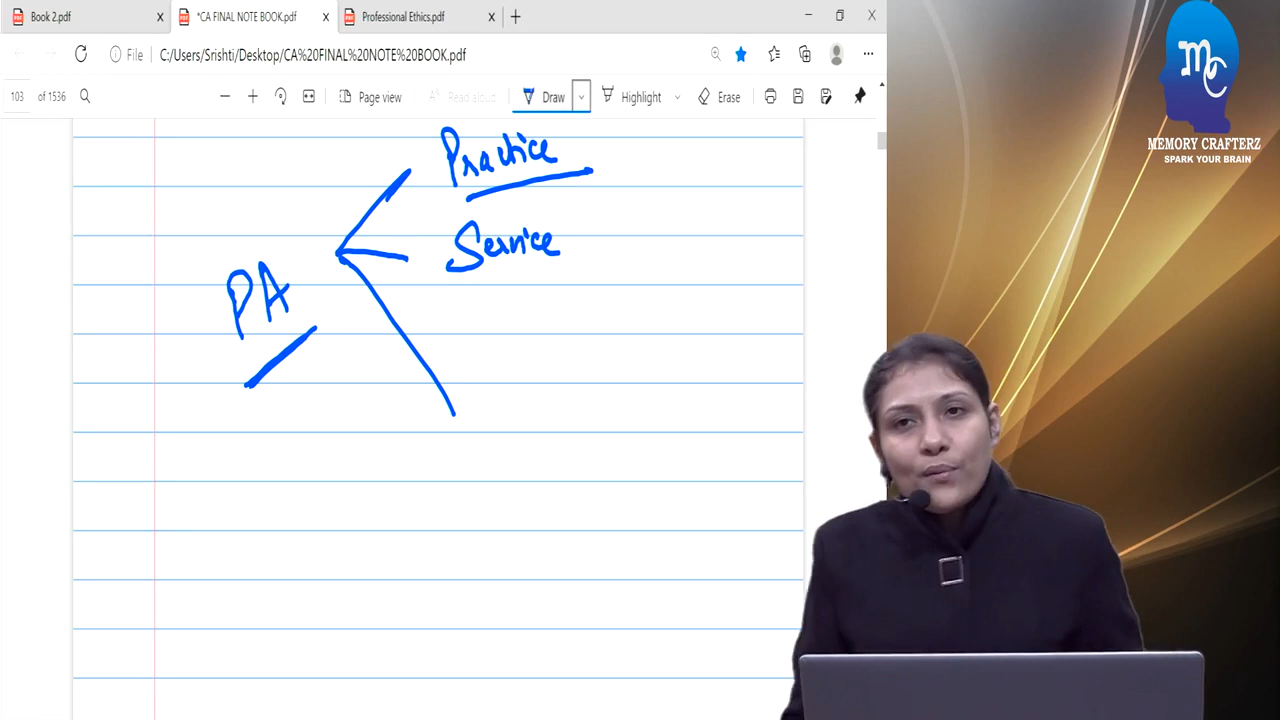 Book 2.pdf
*CA FINAL NOTE BOOK.pdf
Professional Ethics.pdf
File
C:/Users/Srishti/Desktop/CA%20FINAL%20NOTE%20BOOK.pdf
103
of 1536
Page view
Read aloud
Draw
Highlight
Erase
Practice
Service
PA
MC
MEMORY CRAFTERZ
SPARK YOUR BRAIN